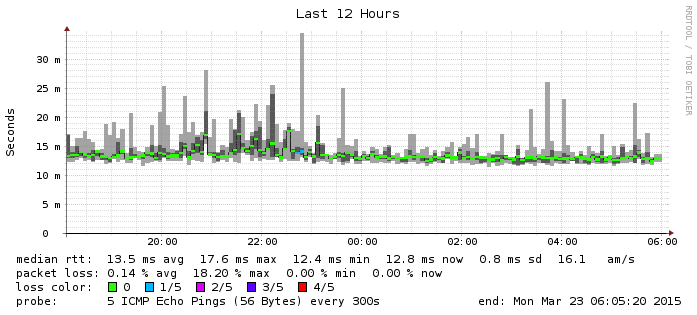 Last 12 Hours
RRDTOOL / TOBI OETIKER
Seconds
30 m
25 m
20 m
15 m
10 m
5 m
0
20:00 22:00 00:00 02:00 04:00 06:00
median rtt: 13.5 ms avg 17.6 ms max 12.4 ms min 12.8 ms now 0.8 ms sd 16.1 am/s
packet loss: 0.14 % avg 18.20 % max 0.00 % min 0.00 % now
loss color: 0 1/5 2/5 3/5 4/5
probe: 5 ICMP Echo Pings (56 Bytes) every 300s end: Mon Mar 23 06:05:20 2015